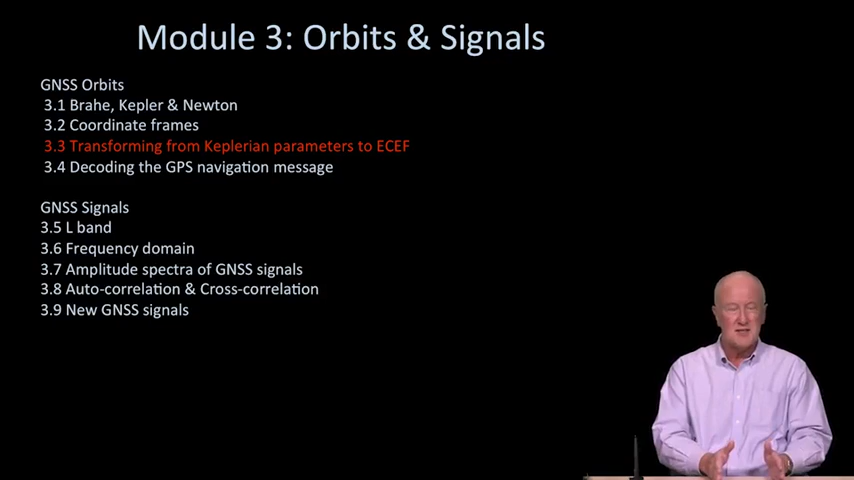 Module 3: Orbits & Signals
GNSS Orbits
3.1 Brahe, Kepler & Newton
3.2 Coordinate frames
3.3 Transforming from Keplerian parameters to ECEF
3.4 Decoding the GPS navigation message
GNSS Signals
3.5 L band
3.6 Frequency domain
3.7 Amplitude spectra of GNSS signals
3.8 Auto-correlation & Cross-correlation
3.9 New GNSS signals